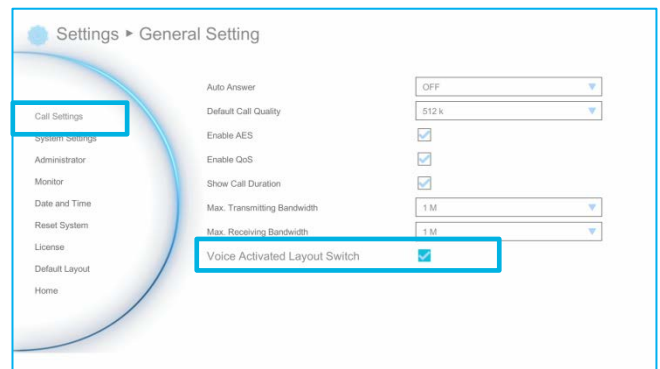 Settings ▸ General Setting
Call Settings
System Settings
Administrator
Monitor
Date and Time
Reset System
License
Default Layout
Home
Auto Answer OFF
Default Call Quality 512 k
Enable AES
Enable QoS
Show Call Duration
Max. Transmitting Bandwidth 1 M
Max. Receiving Bandwidth 1 M
Voice Activated Layout Switch